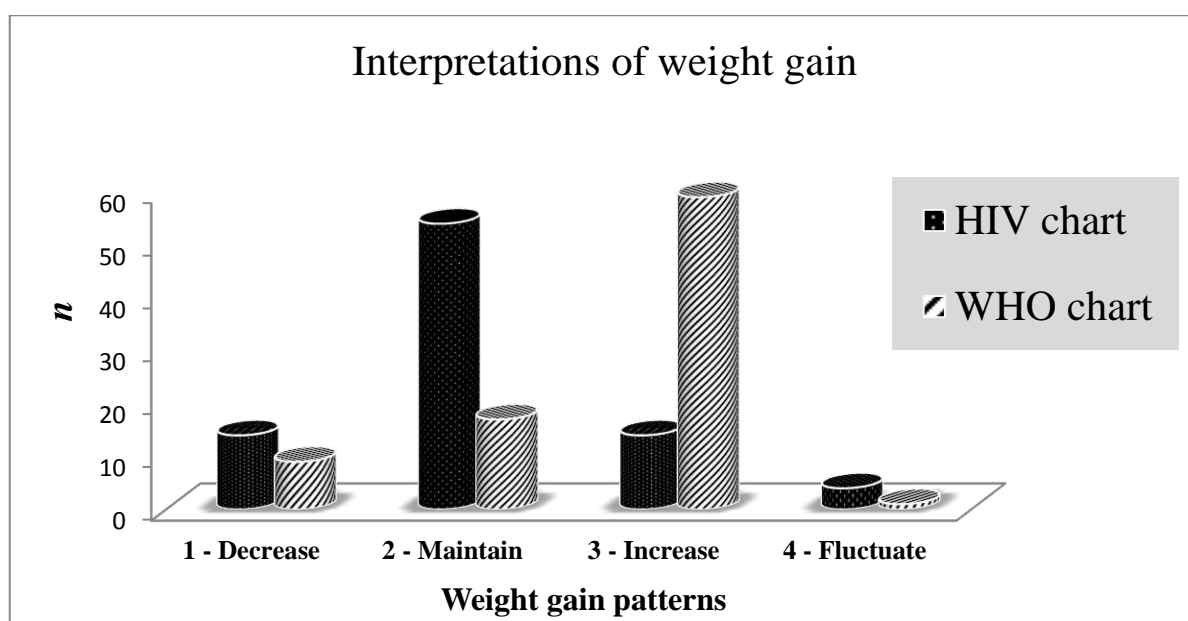 Interpretations of weight gain
60
50
40
30
20
10
0
n
HIV chart
WHO chart
1 - Decrease 2 - Maintain 3 - Increase 4 - Fluctuate
Weight gain patterns